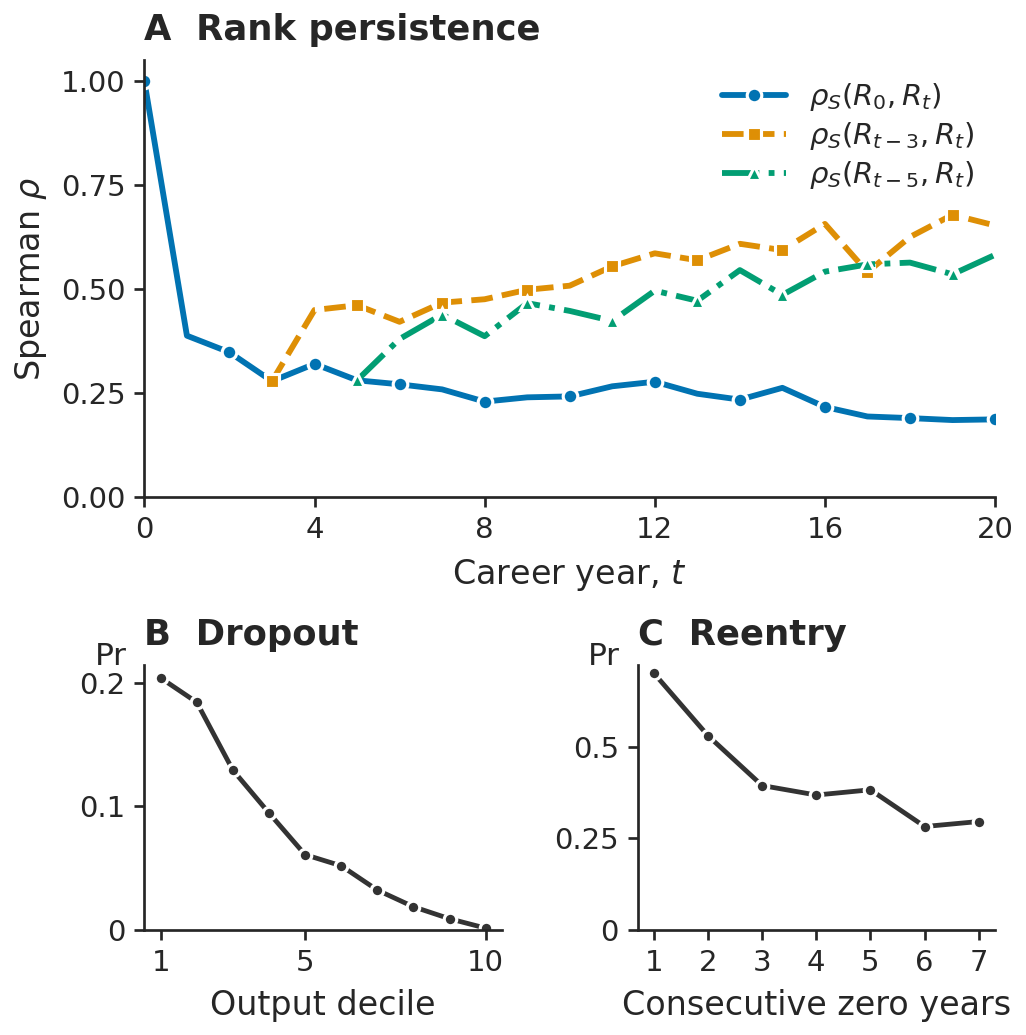 A Rank persistence
1.00
0.75
0.50
0.25
0.00
Spearman ρ
ρS(R0, Rt)
ρS(Rt−3, Rt)
ρS(Rt−5, Rt)
0 4 8 12 16 20
Career year, t
B Dropout
Pr
0.2
0.1
0
1 5 10
Output decile
C Reentry
Pr
0.5
0.25
0
1 2 3 4 5 6 7
Consecutive zero years